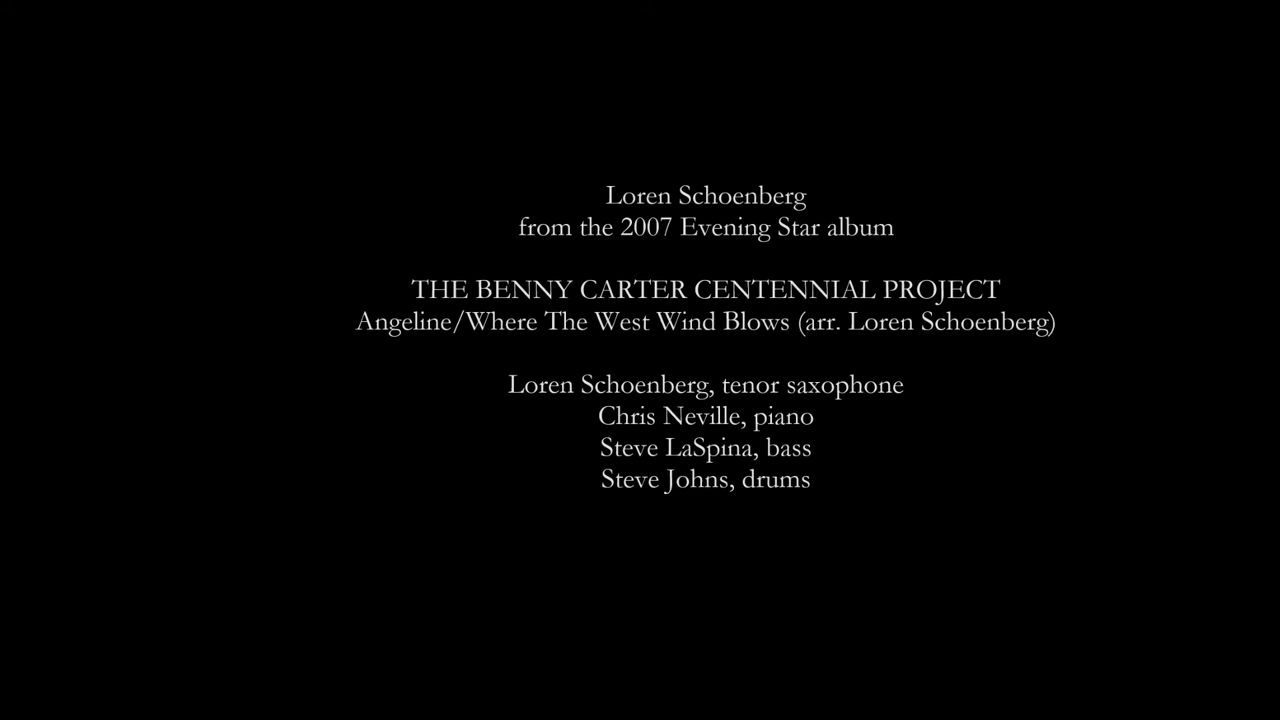 Loren Schoenberg
from the 2007 Evening Star album
THE BENNY CARTER CENTENNIAL PROJECT
Angeline/Where The West Wind Blows (arr. Loren Schoenberg)
Loren Schoenberg, tenor saxophone
Chris Neville, piano
Steve LaSpina, bass
Steve Johns, drums